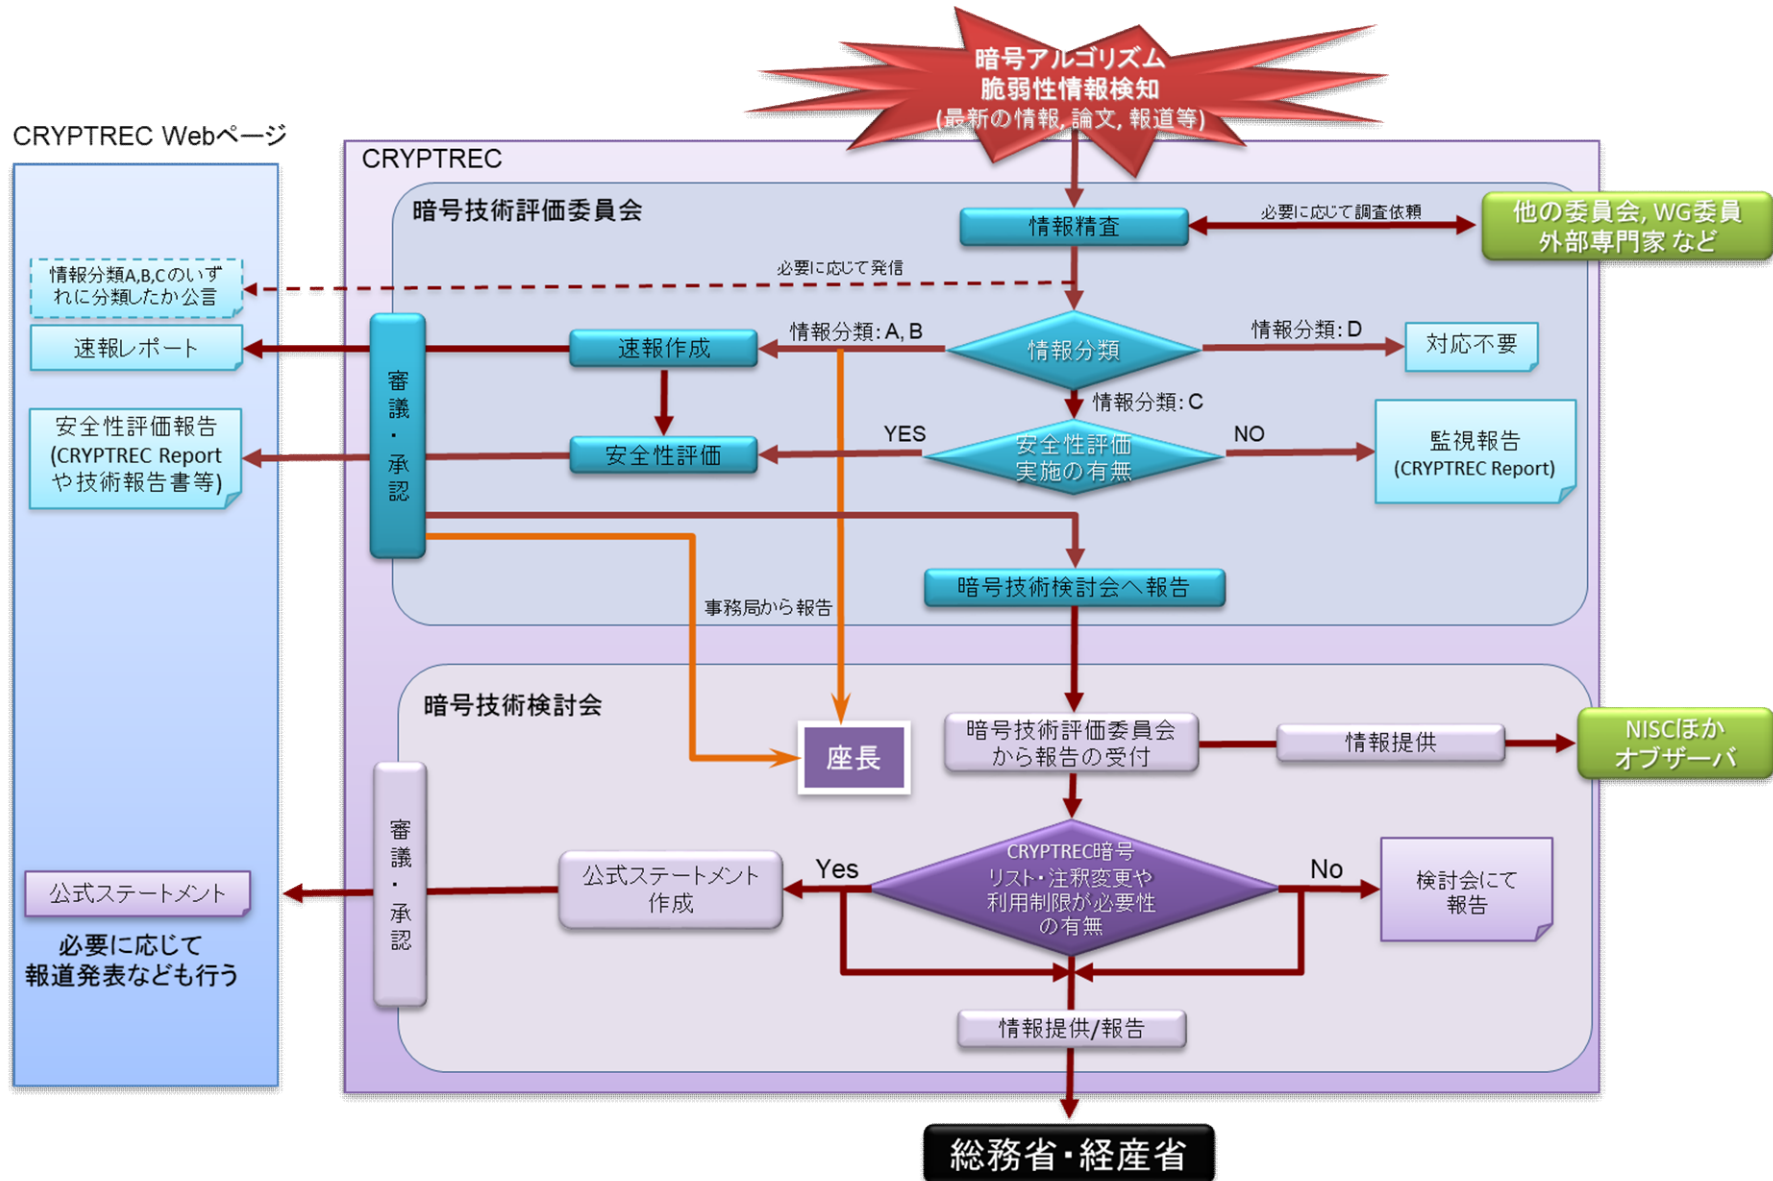 暗号アルゴリズム
脆弱性情報検知
(最新の情報, 論文, 報道等)
CRYPTREC Webページ
CRYPTREC
暗号技術評価委員会
情報精査
必要に応じて調査依頼
他の委員会, WG委員
外部専門家 など
必要に応じて発信
情報分類A,B,Cのいず
れに分類したか公言
速報レポート
速報作成
情報分類: A, B
情報分類
情報分類: D
対応不要
審議・承認
情報分類: C
安全性評価報告
(CRYPTREC Report
や技術報告書等)
安全性評価
YES
安全性評価
実施の有無
NO
監視報告
(CRYPTREC Report)
暗号技術検討会へ報告
事務局から報告
暗号技術検討会
座長
暗号技術評価委員会
から報告の受付
情報提供
NISCほか
オブザーバ
審議・承認
公式ステートメント
必要に応じて
報道発表なども行う
公式ステートメント
作成
Yes
CRYPTREC暗号
リスト・注釈変更や
利用制限が必要性
の有無
No
検討会にて
報告
情報提供/報告
総務省・経産省